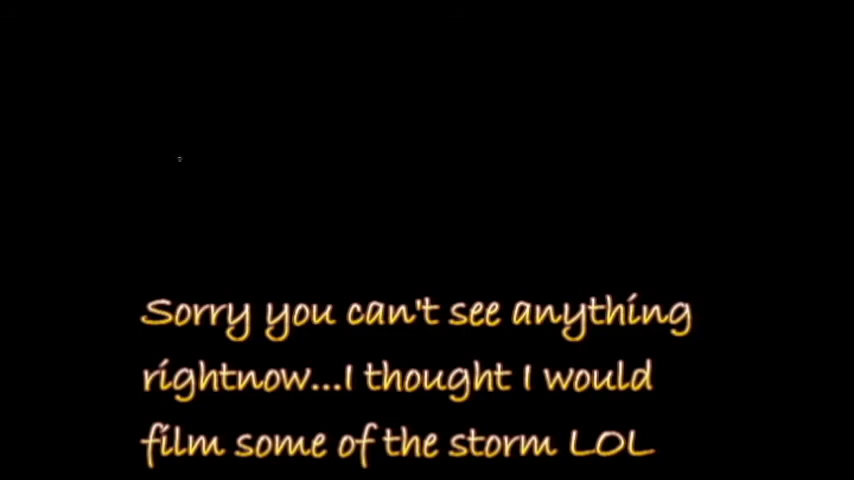 Sorry you can't see anything
rightnow...I thought I would
film some of the storm LOL